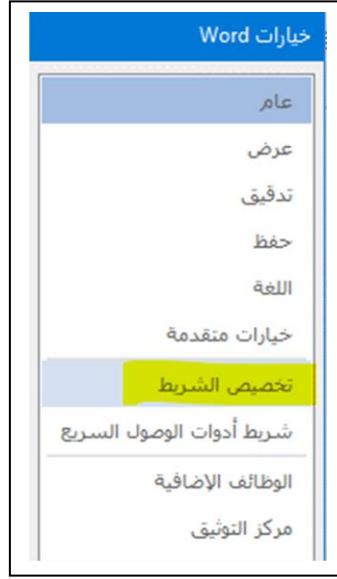 خيارات Word
عام
عرض
تدقيق
حفظ
اللغة
خيارات متقدمة
تخصيص الشريط
شريط أدوات الوصول السريع
الوظائف الإضافية
مركز التوثيق